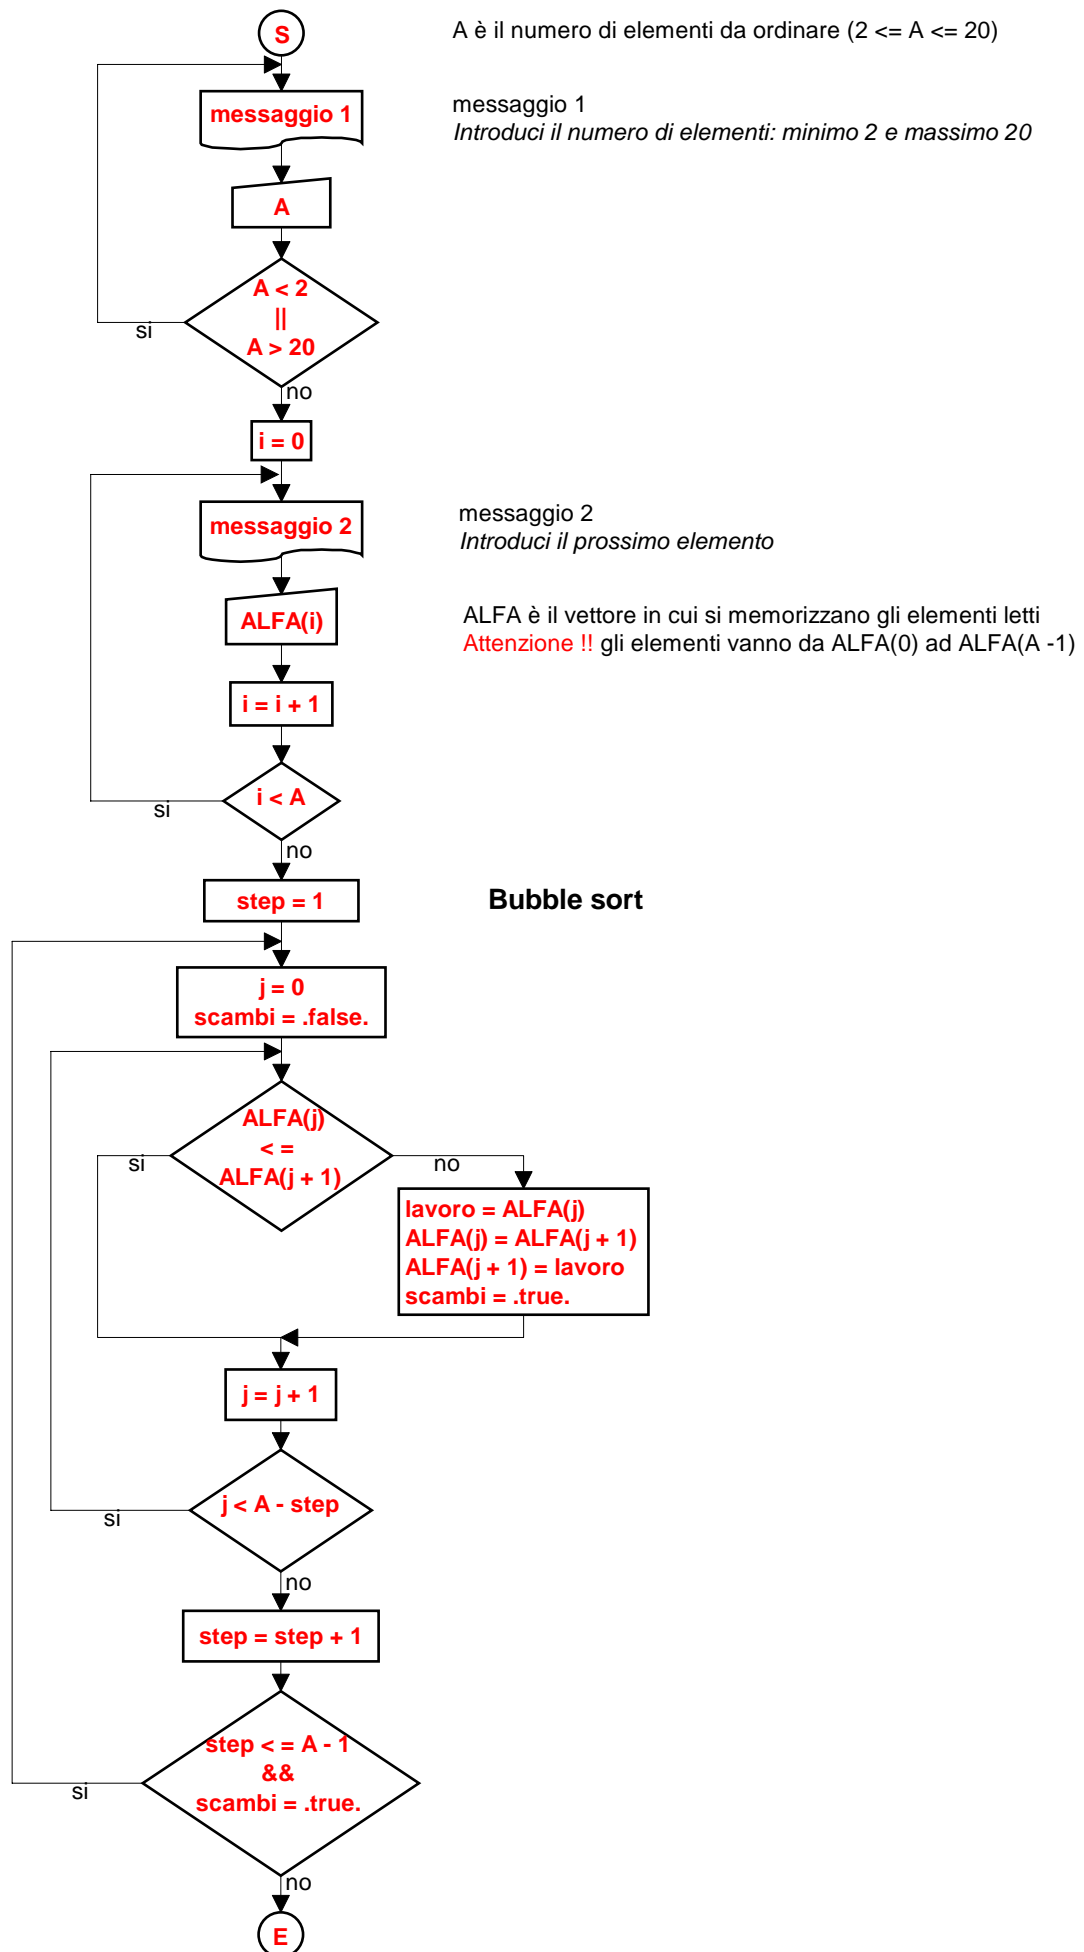 S
A è il numero di elementi da ordinare (2 <= A <= 20)
messaggio 1
messaggio 1
Introduci il numero di elementi: minimo 2 e massimo 20
A
A < 2
||
A > 20
si
no
i = 0
messaggio 2
messaggio 2
Introduci il prossimo elemento
ALFA(i)
ALFA è il vettore in cui si memorizzano gli elementi letti
Attenzione !! gli elementi vanno da ALFA(0) ad ALFA(A -1)
i = i + 1
i < A
si
no
step = 1
Bubble sort
j = 0
scambi = .false.
ALFA(j)
< =
ALFA(j + 1)
si
no
lavoro = ALFA(j)
ALFA(j) = ALFA(j + 1)
ALFA(j + 1) = lavoro
scambi = .true.
j = j + 1
j < A - step
si
no
step = step + 1
step < = A - 1
&&
scambi = .true.
si
no
E